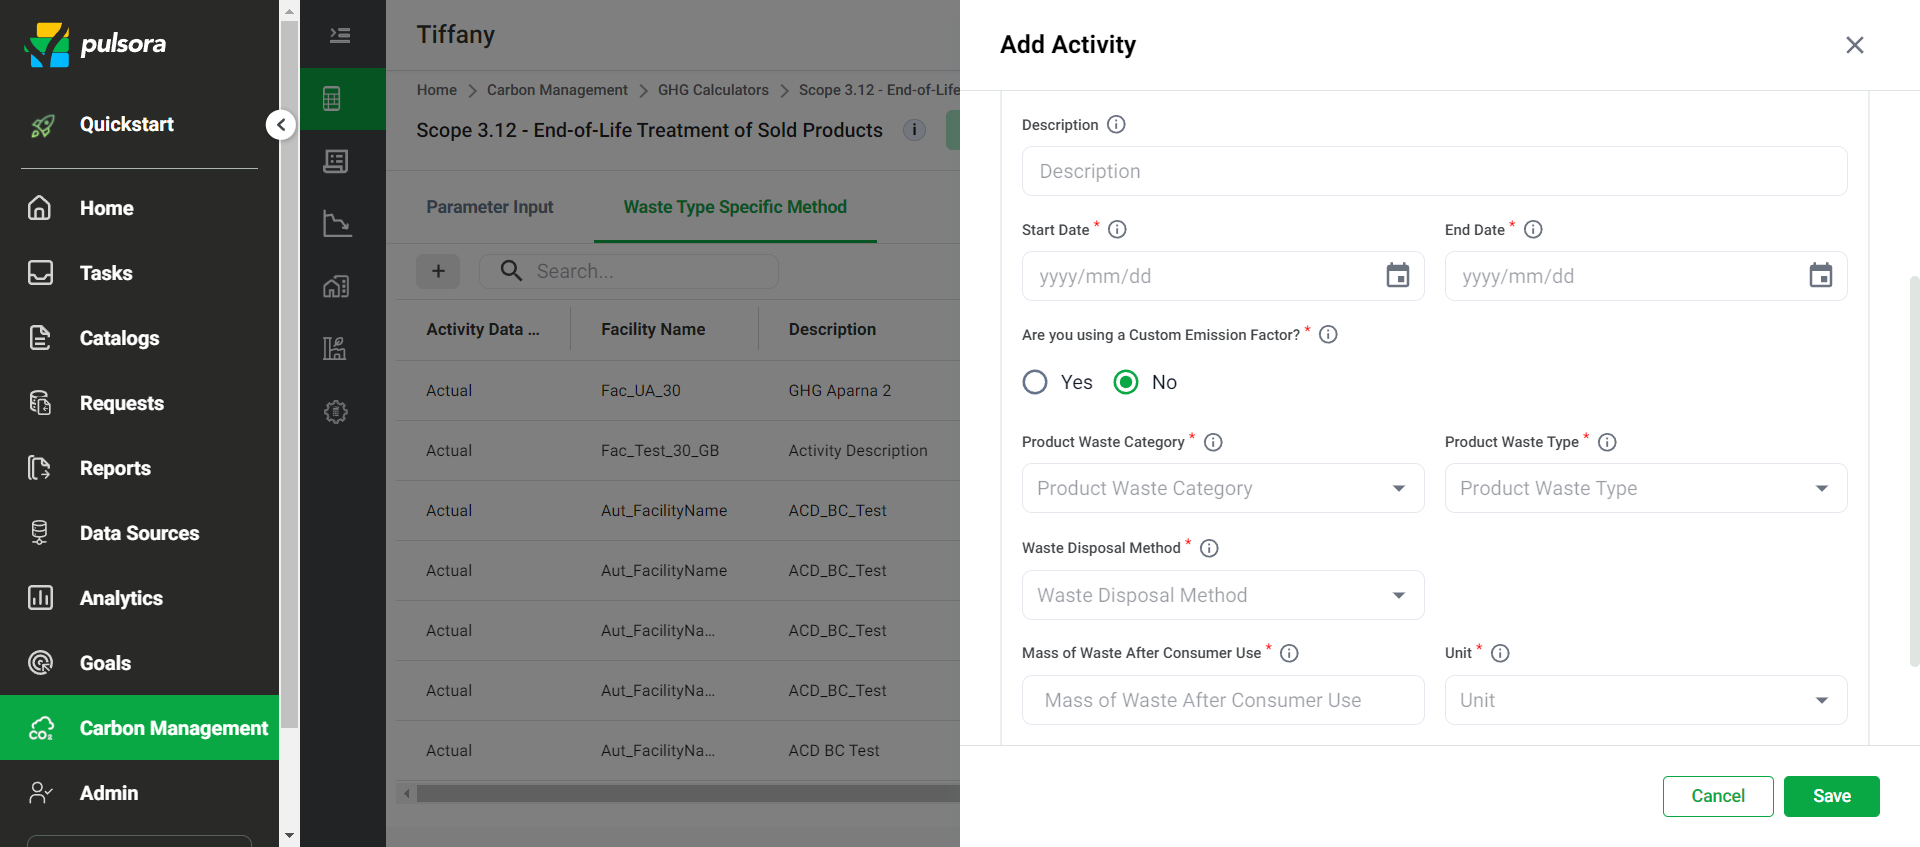 pulsora
Quickstart
Home
Tasks
Catalogs
Requests
Reports
Data Sources
Analytics
Goals
CO₂
Carbon Management
Admin
Tiffany
Home > Carbon Management > GHG Calculators > Scope 3.12 - End-of-Life
Scope 3.12 - End-of-Life Treatment of Sold Products i
Parameter Input
Waste Type Specific Method
+
Search...
Activity Data ... Facility Name Description
Actual Fac_UA_30 GHG Aparna 2
Actual Fac_Test_30_GB Activity Description
Actual Aut_FacilityName ACD_BC_Test
Actual Aut_FacilityName ACD_BC_Test
Actual Aut_FacilityNa... ACD_BC_Test
Actual Aut_FacilityNa... ACD_BC_Test
Actual Aut_FacilityNa... ACD BC Test
Add Activity
Description
Description
Start Date *
yyyy/mm/dd
End Date *
yyyy/mm/dd
Are you using a Custom Emission Factor? *
Yes No
Product Waste Category *
Product Waste Category
Product Waste Type *
Product Waste Type
Waste Disposal Method *
Waste Disposal Method
Mass of Waste After Consumer Use *
Mass of Waste After Consumer Use
Unit *
Unit
Cancel
Save